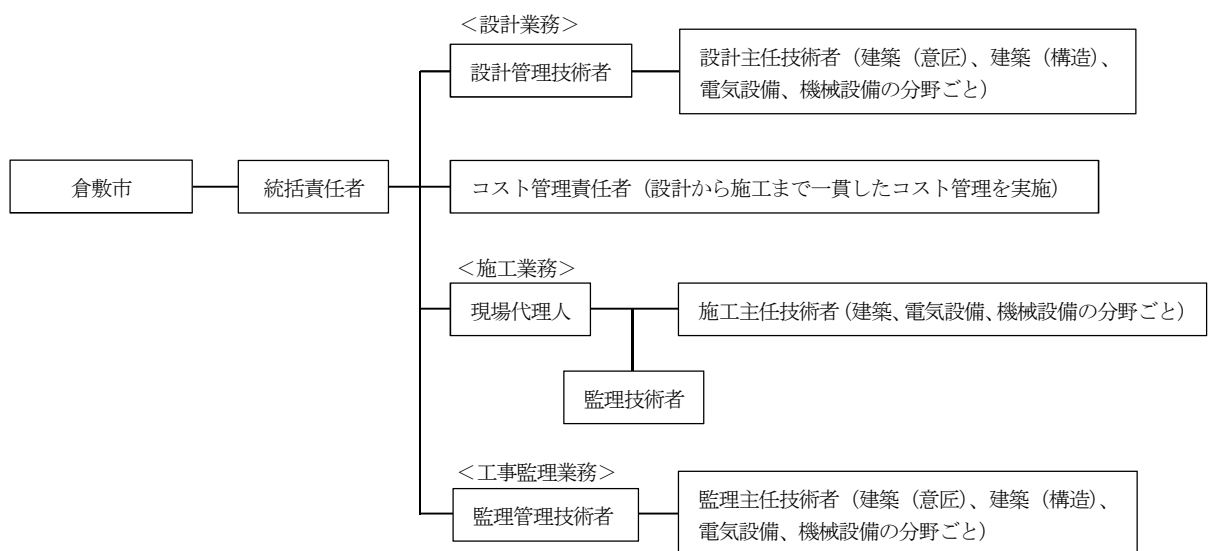 ＜設計業務＞
設計管理技術者
設計主任技術者（建築（意匠）、建築（構造）、
電気設備、機械設備の分野ごと）
倉敷市
統括責任者
コスト管理責任者（設計から施工まで一貫したコスト管理を実施）
＜施工業務＞
現場代理人
施工主任技術者（建築、電気設備、機械設備の分野ごと）
監理技術者
＜工事監理業務＞
監理管理技術者
監理主任技術者（建築（意匠）、建築（構造）、
電気設備、機械設備の分野ごと）